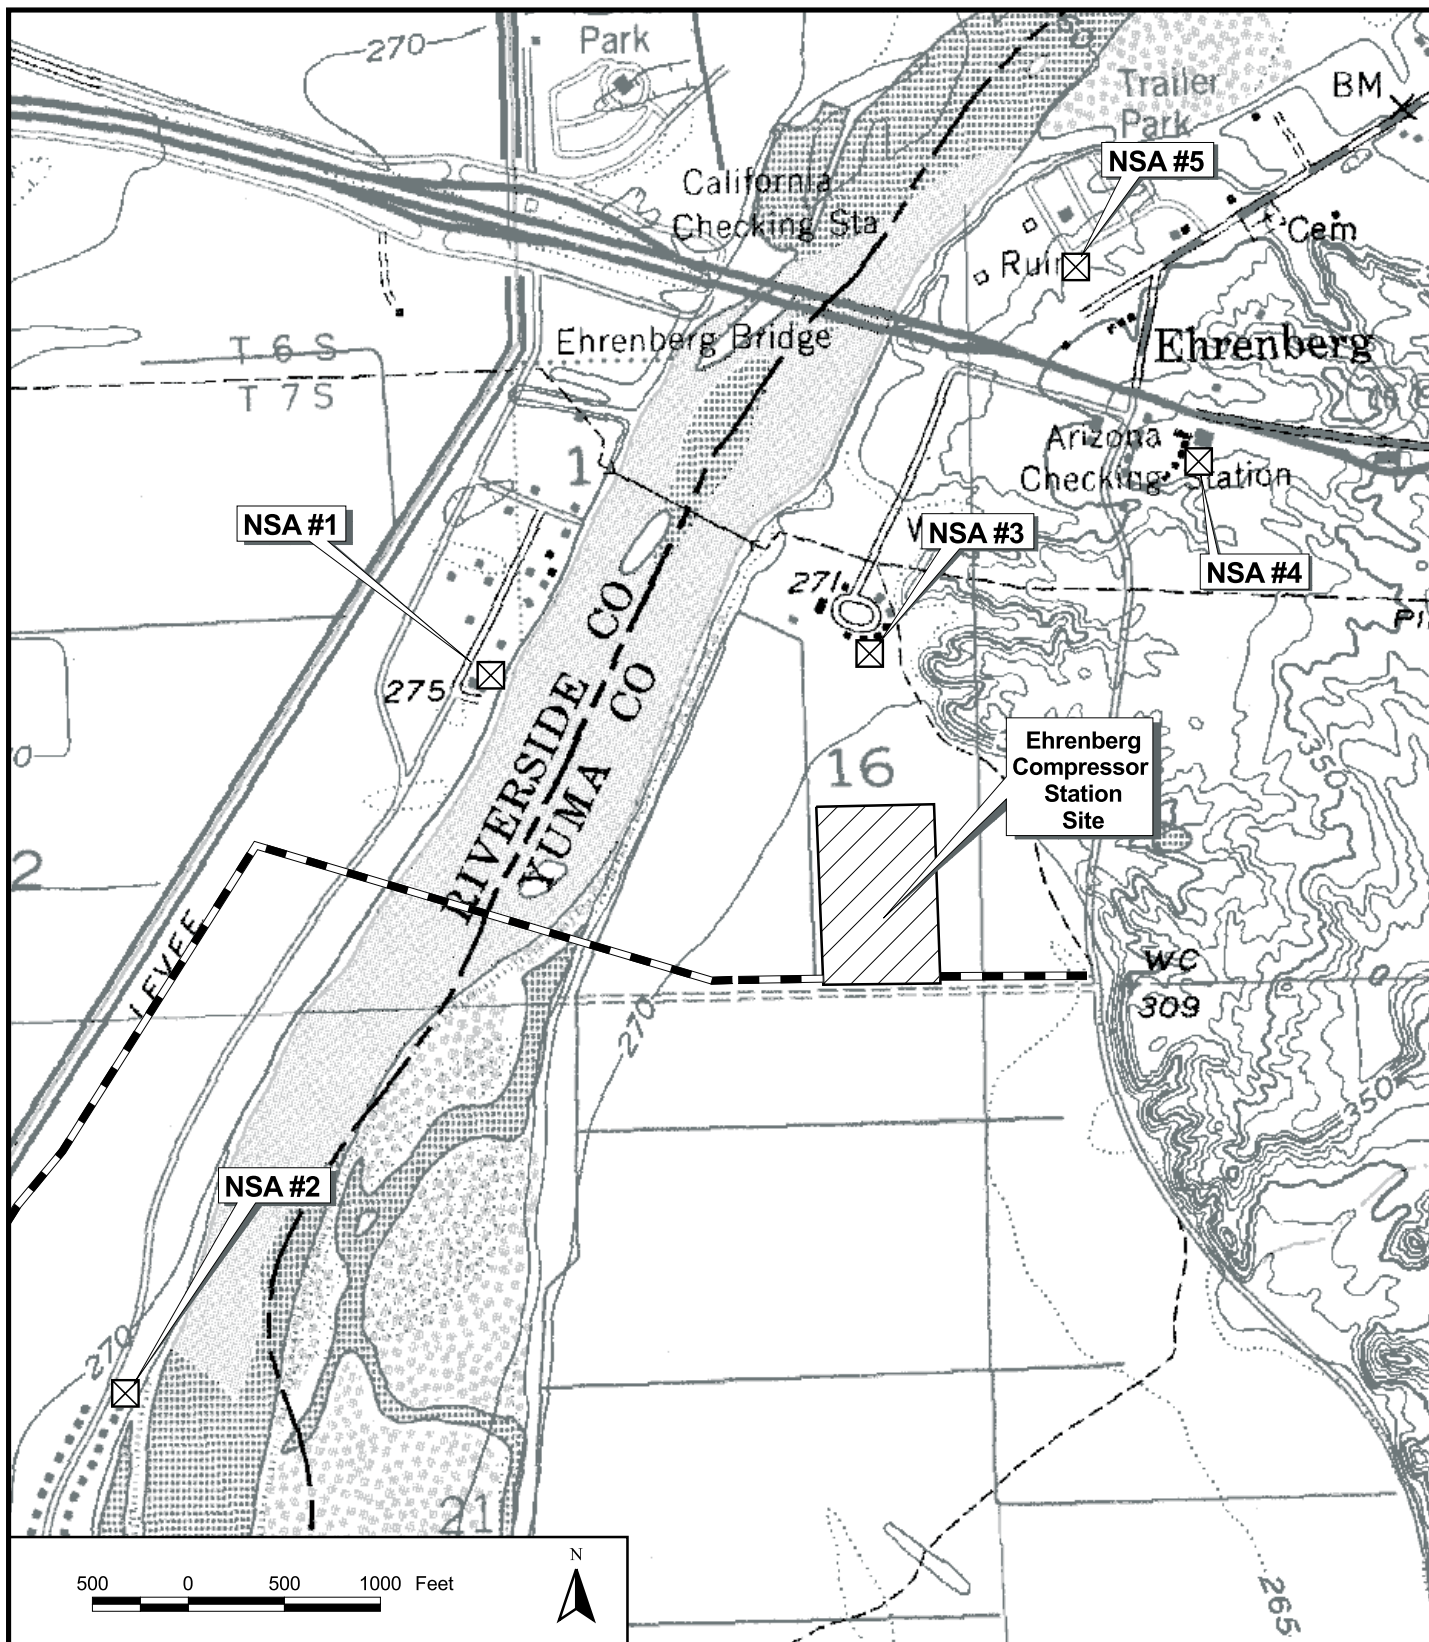 270
Park
Trailer
Park
BM
NSA #5
California
Checking Sta
Cem
Ehrenberg Bridge
Ehrenberg
T 6 S
T 7 S
1
Arizona
Checking Station
NSA #1
NSA #3
NSA #4
271
275
RIVERSIDE CO
YUMA CO
16
Ehrenberg
Compressor
Station
Site
350
2
LEVEE
WC
309
270
350
NSA #2
270
21
265
500 0 500 1000 Feet
N